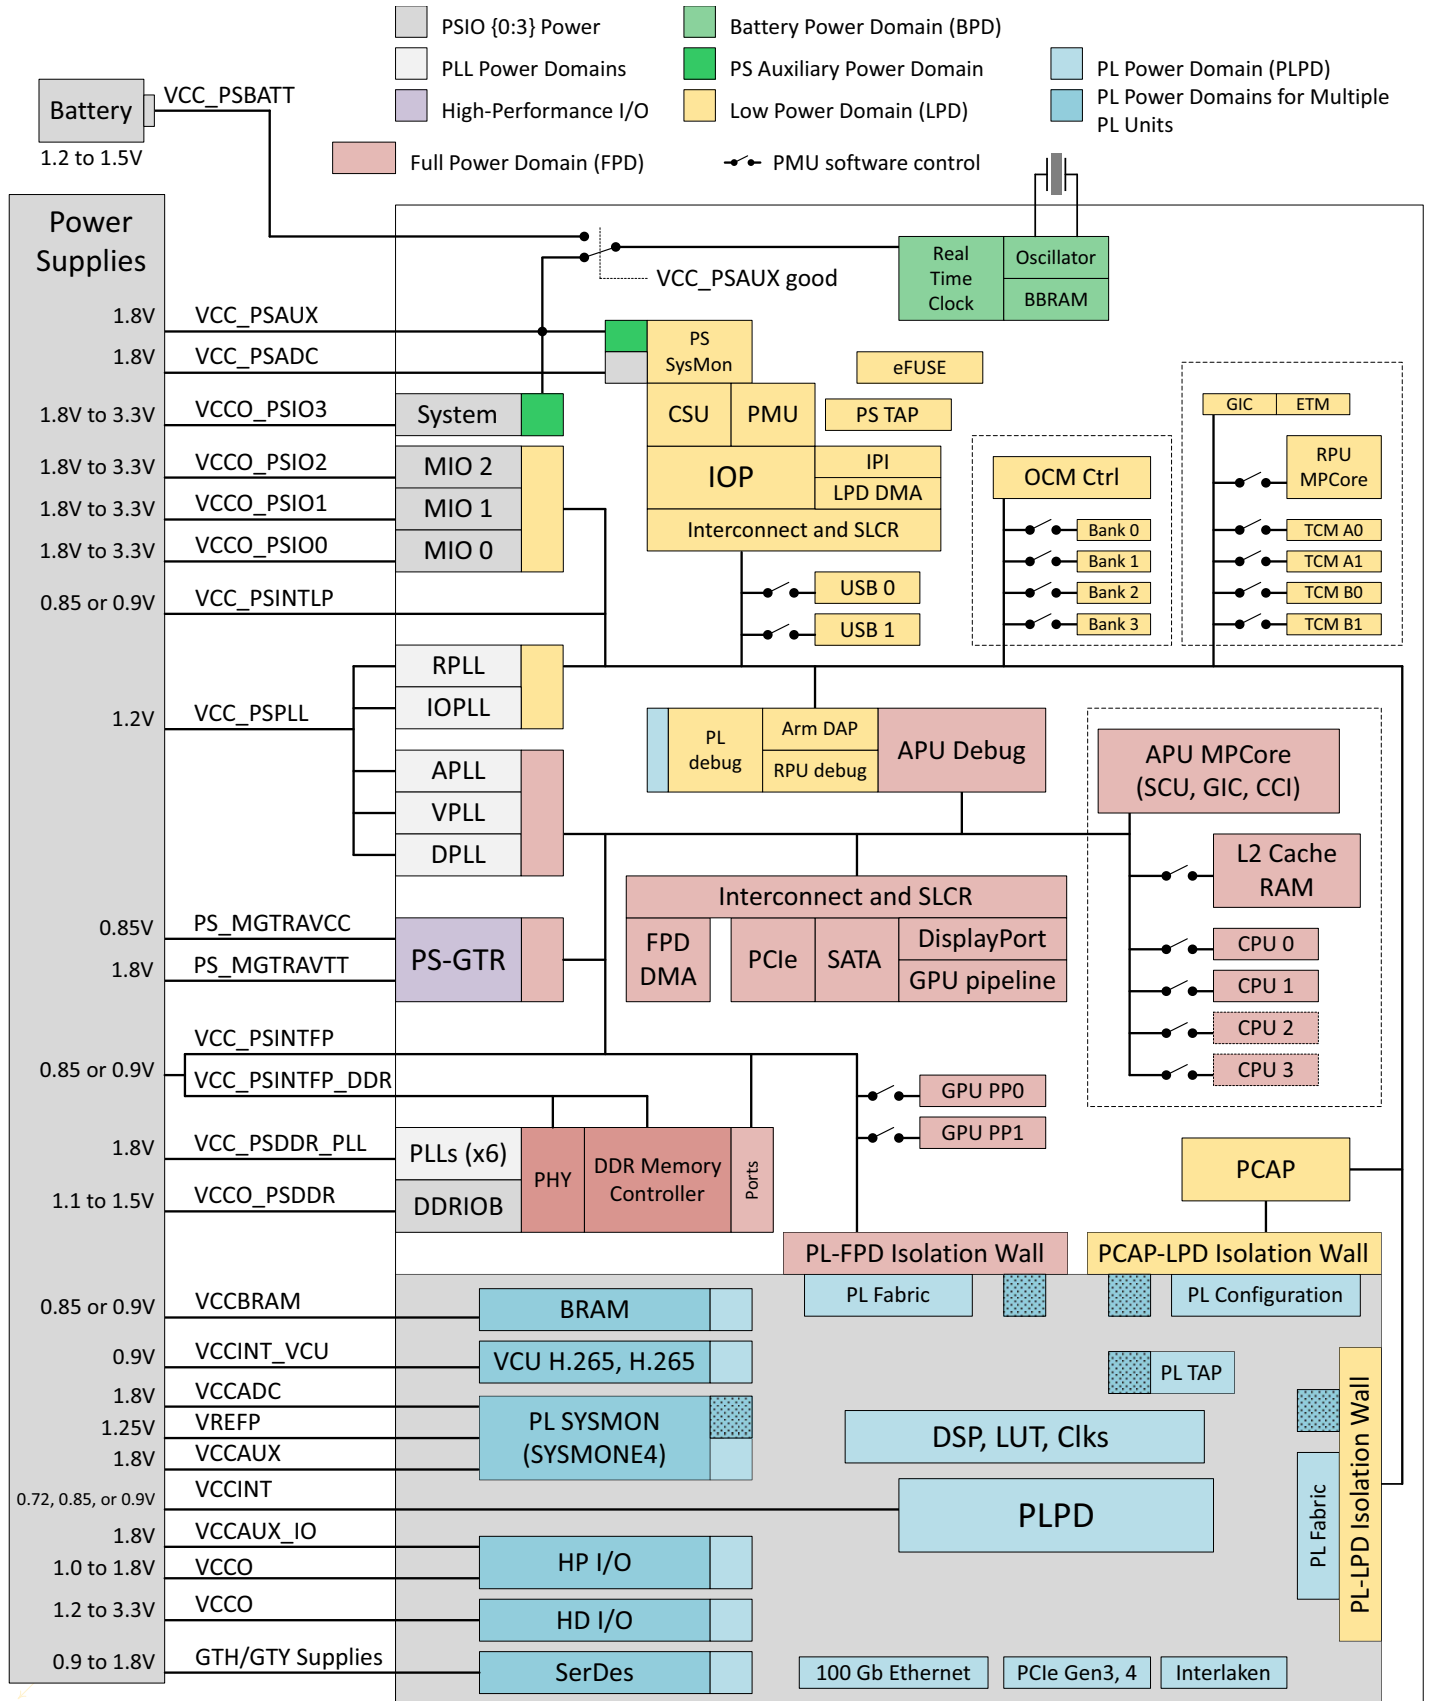 PSIO {0:3} Power
Battery Power Domain (BPD)
PLL Power Domains
PS Auxiliary Power Domain
PL Power Domain (PLPD)
High-Performance I/O
Low Power Domain (LPD)
PL Power Domains for Multiple
PL Units
Full Power Domain (FPD)
PMU software control
Battery
VCC_PSBATT
1.2 to 1.5V
Power
Supplies
VCC_PSAUX good
Real
Time
Clock
Oscillator
BBRAM
1.8V
VCC_PSAUX
1.8V
VCC_PSADC
PS
SysMon
eFUSE
1.8V to 3.3V
VCCO_PSIO3
System
CSU
PMU
PS TAP
GIC
ETM
1.8V to 3.3V
VCCO_PSIO2
MIO 2
IOP
IPI
LPD DMA
OCM Ctrl
RPU
MPCore
1.8V to 3.3V
VCCO_PSIO1
MIO 1
1.8V to 3.3V
VCCO_PSIO0
MIO 0
Interconnect and SLCR
Bank 0
Bank 1
Bank 2
Bank 3
TCM A0
TCM A1
TCM B0
TCM B1
0.85 or 0.9V
VCC_PSINTLP
USB 0
USB 1
1.2V
VCC_PSPLL
RPLL
IOPLL
APLL
VPLL
DPLL
PL
debug
Arm DAP
RPU debug
APU Debug
APU MPCore
(SCU, GIC, CCI)
L2 Cache
RAM
CPU 0
CPU 1
CPU 2
CPU 3
Interconnect and SLCR
FPD
DMA
PCIe
SATA
DisplayPort
GPU pipeline
0.85V
PS_MGTRAVCC
1.8V
PS_MGTRAVTT
PS-GTR
VCC_PSINTFP
0.85 or 0.9V
VCC_PSINTFP_DDR
GPU PP0
GPU PP1
1.8V
VCC_PSDDR_PLL
PLLs (x6)
1.1 to 1.5V
VCCO_PSDDR
DDRIOB
PHY
DDR Memory
Controller
Ports
PCAP
PL-FPD Isolation Wall
PCAP-LPD Isolation Wall
PL Fabric
PL Configuration
0.85 or 0.9V
VCCBRAM
BRAM
0.9V
VCCINT_VCU
VCU H.265, H.265
PL TAP
1.8V
VCCADC
1.25V
VREFP
1.8V
VCCAUX
PL SYSMON
(SYSMONE4)
DSP, LUT, Clks
0.72, 0.85, or 0.9V
VCCINT
PLPD
PL Fabric
PL-LPD Isolation Wall
1.8V
VCCAUX_IO
1.0 to 1.8V
VCCO
HP I/O
1.2 to 3.3V
VCCO
HD I/O
0.9 to 1.8V
GTH/GTY Supplies
SerDes
100 Gb Ethernet
PCIe Gen3, 4
Interlaken